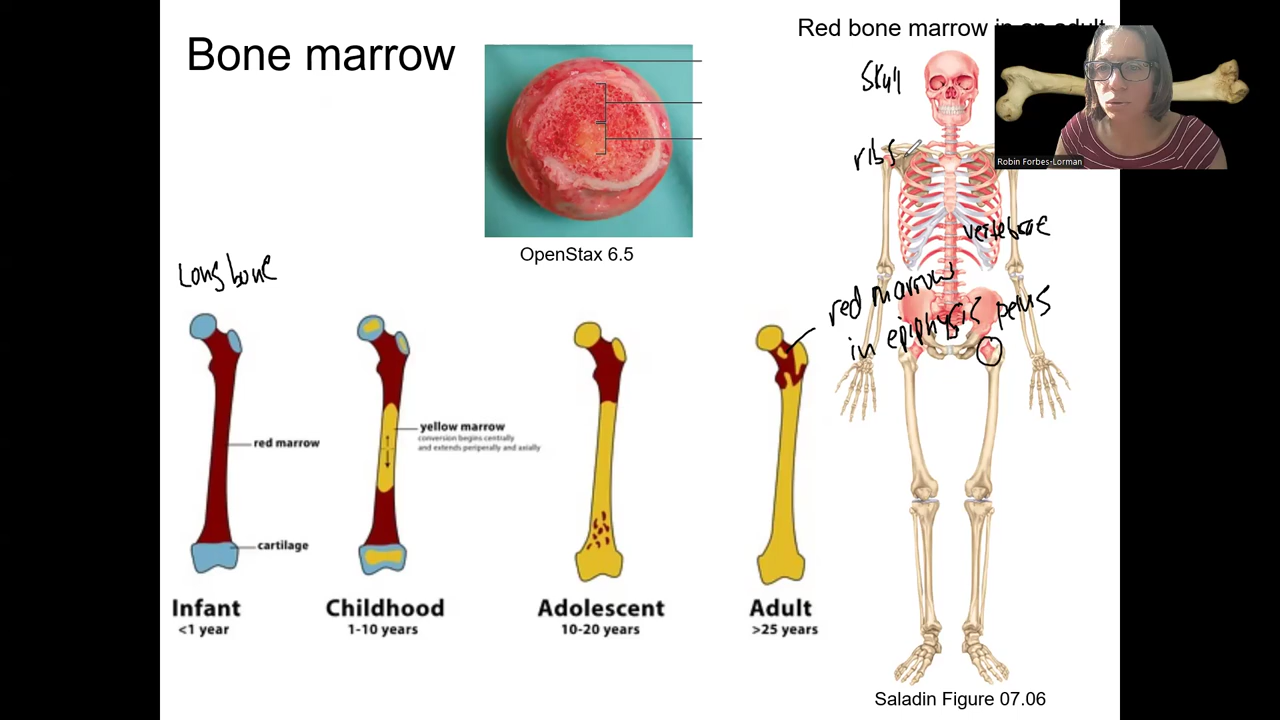 Bone marrow
Red bone marrow in an adult
Skull
Robin Forbes-Lorman
ribs
vertebrae
OpenStax 6.5
Long bone
red marrow
in epiphysis
pelvis
red marrow
yellow marrow
conversion begins centrally
and extends periperally and axially
cartilage
Infant
<1 year
Childhood
1-10 years
Adolescent
10-20 years
Adult
>25 years
Saladin Figure 07.06